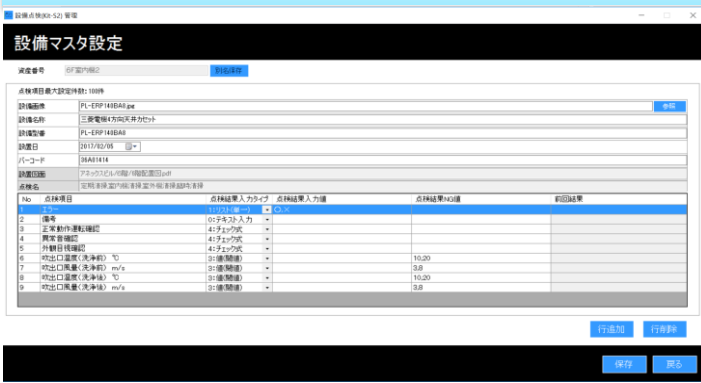 設備点検(Kit-S2) 管理
設備マスタ設定
資産番号 6F室内機2 別名保存
点検項目最大設定件数:100件
設備画像 PL-ERP140BA0.jpg 参照
設備名称 三菱電機4方向天井カセット
設備型番 PL-ERP140BA0
設置日 2017/02/05
バーコード 36A01414
設置図面 アネックスビル/6階/6階配置図.pdf
点検名 定期清掃,室内機清掃,室外機清掃,臨時清掃
No 点検項目 点検結果入力タイプ 点検結果入力値 点検結果NG値 前回結果
1 エラー 1:リスト(単一) 〇,×
2 備考 0:テキスト入力
3 正常動作運転確認 4:チェック式
4 異常音確認 4:チェック式
5 外観目視確認 4:チェック式
6 吹出口温度(洗浄前) ℃ 3:値(閾値) 10,20
7 吹出口風量(洗浄前) m/s 3:値(閾値) 3,8
8 吹出口温度(洗浄後) ℃ 3:値(閾値) 10,20
9 吹出口風量(洗浄後) m/s 3:値(閾値) 3,8
行追加 行削除
保存 戻る